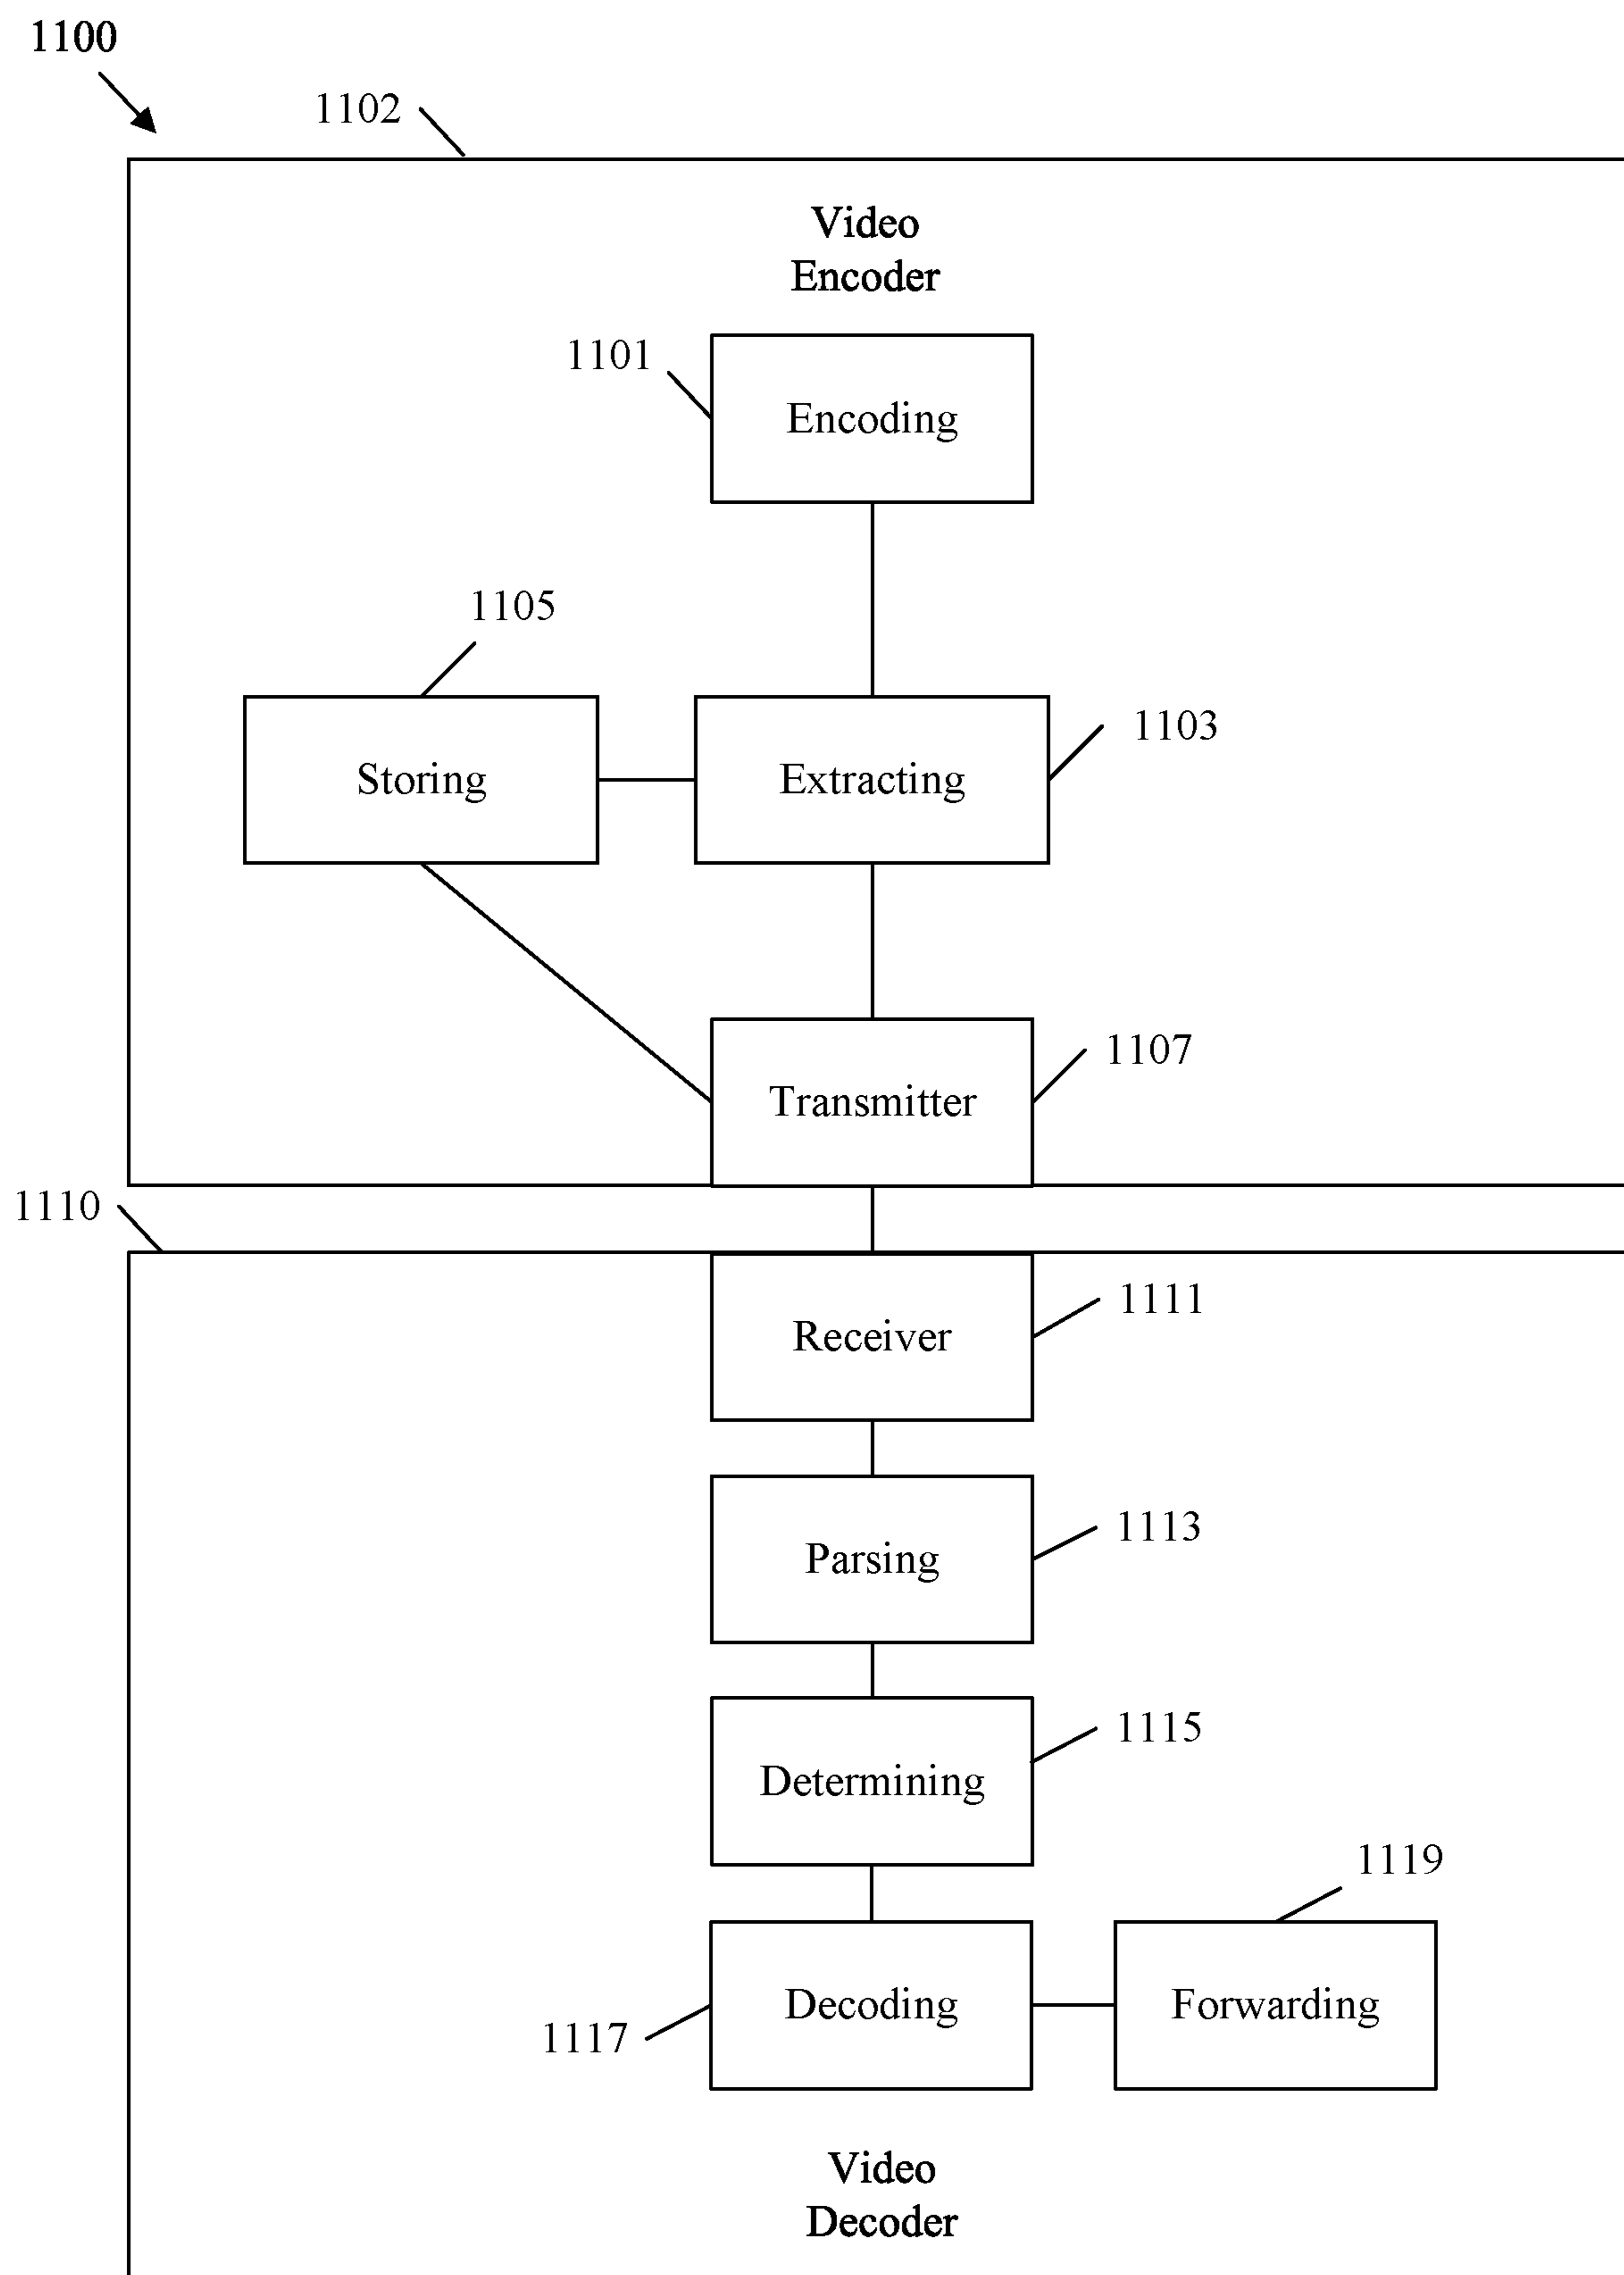 1100
1102
Video
Encoder
1101
Encoding
1105
1103
Storing
Extracting
1107
Transmitter
1110
1111
Receiver
1113
Parsing
1115
Determining
1119
Decoding
Forwarding
1117
Video
Decoder